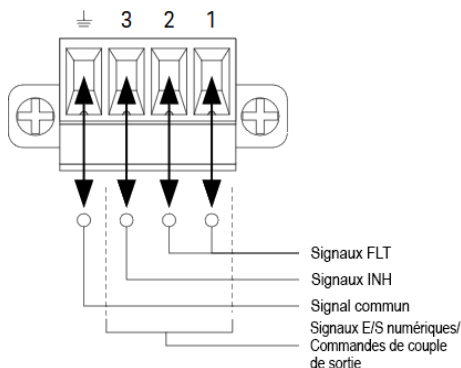 3 2 1
Signaux FLT
Signaux INH
Signal commun
Signaux E/S numériques/
Commandes de couple
de sortie